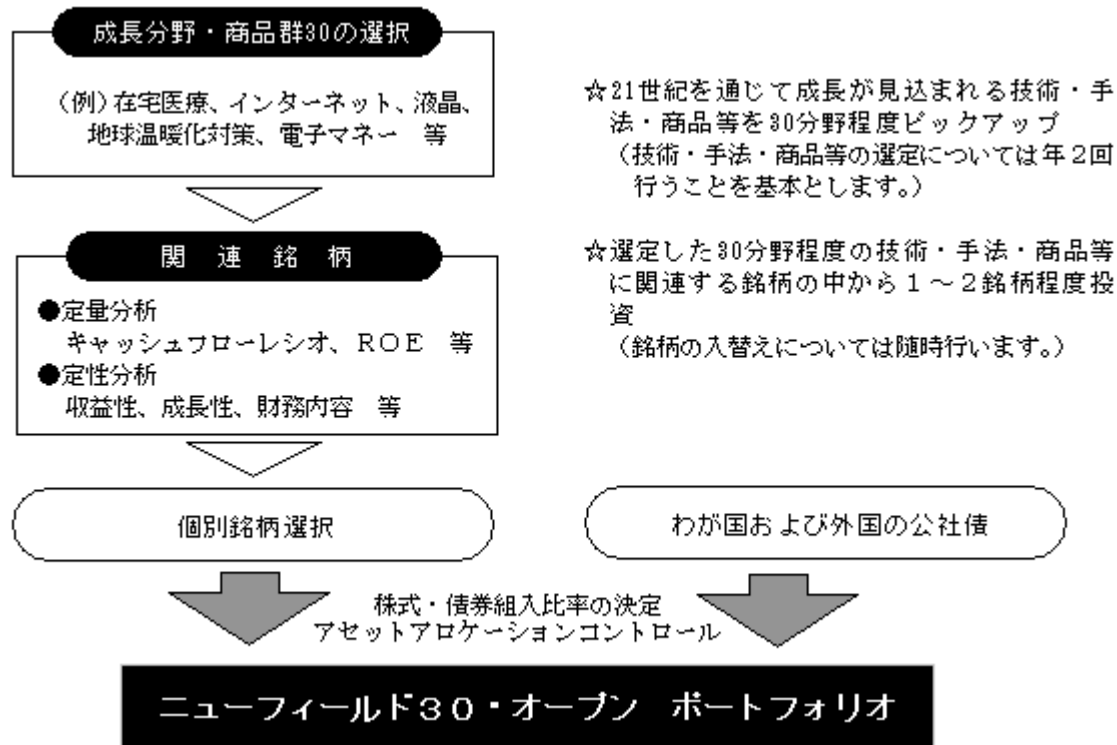 成長分野・商品群30の選択
（例）在宅医療、インターネット、液晶、
地球温暖化対策、電子マネー　等
☆21世紀を通じて成長が見込まれる技術・手
法・商品等を30分野程度ピックアップ
（技術・手法・商品等の選定については年２回
行うことを基本とします。）
関　連　銘　柄
●定量分析
キャッシュフローレシオ、ＲＯＥ　等
●定性分析
収益性、成長性、財務内容　等
☆選定した30分野程度の技術・手法・商品等
に関連する銘柄の中から１～２銘柄程度投
資
（銘柄の入替えについては随時行います。）
個別銘柄選択
わが国および外国の公社債
株式・債券組入比率の決定
アセットアロケーションコントロール
ニューフィールド３０・オープン　ポートフォリオ